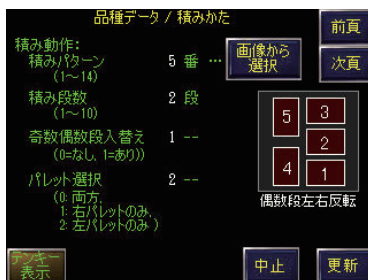 品種データ / 積みかた
前頁
積み動作:
積みパターン 5 番 … 画像から選択
(1～14)
次頁
積み段数 2 段
(1～10)
奇数偶数段入替え 1 --
(0=なし、1=あり))
パレット選択 2 --
(0: 両方、
1: 右パレットのみ、
2: 左パレットのみ )
5 3
2
4 1
偶数段左右反転
テンキー
表示
中止
更新